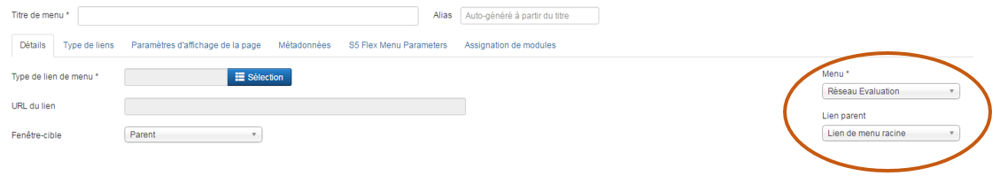 Titre de menu * Alias Auto-généré à partir du titre
Détails Type de liens Paramètres d'affichage de la page Métadonnées S5 Flex Menu Parameters Assignation de modules
Type de lien de menu * Sélection
Menu *
Réseau Evaluation
URL du lien
Lien parent
Fenêtre-cible Parent Lien de menu racine